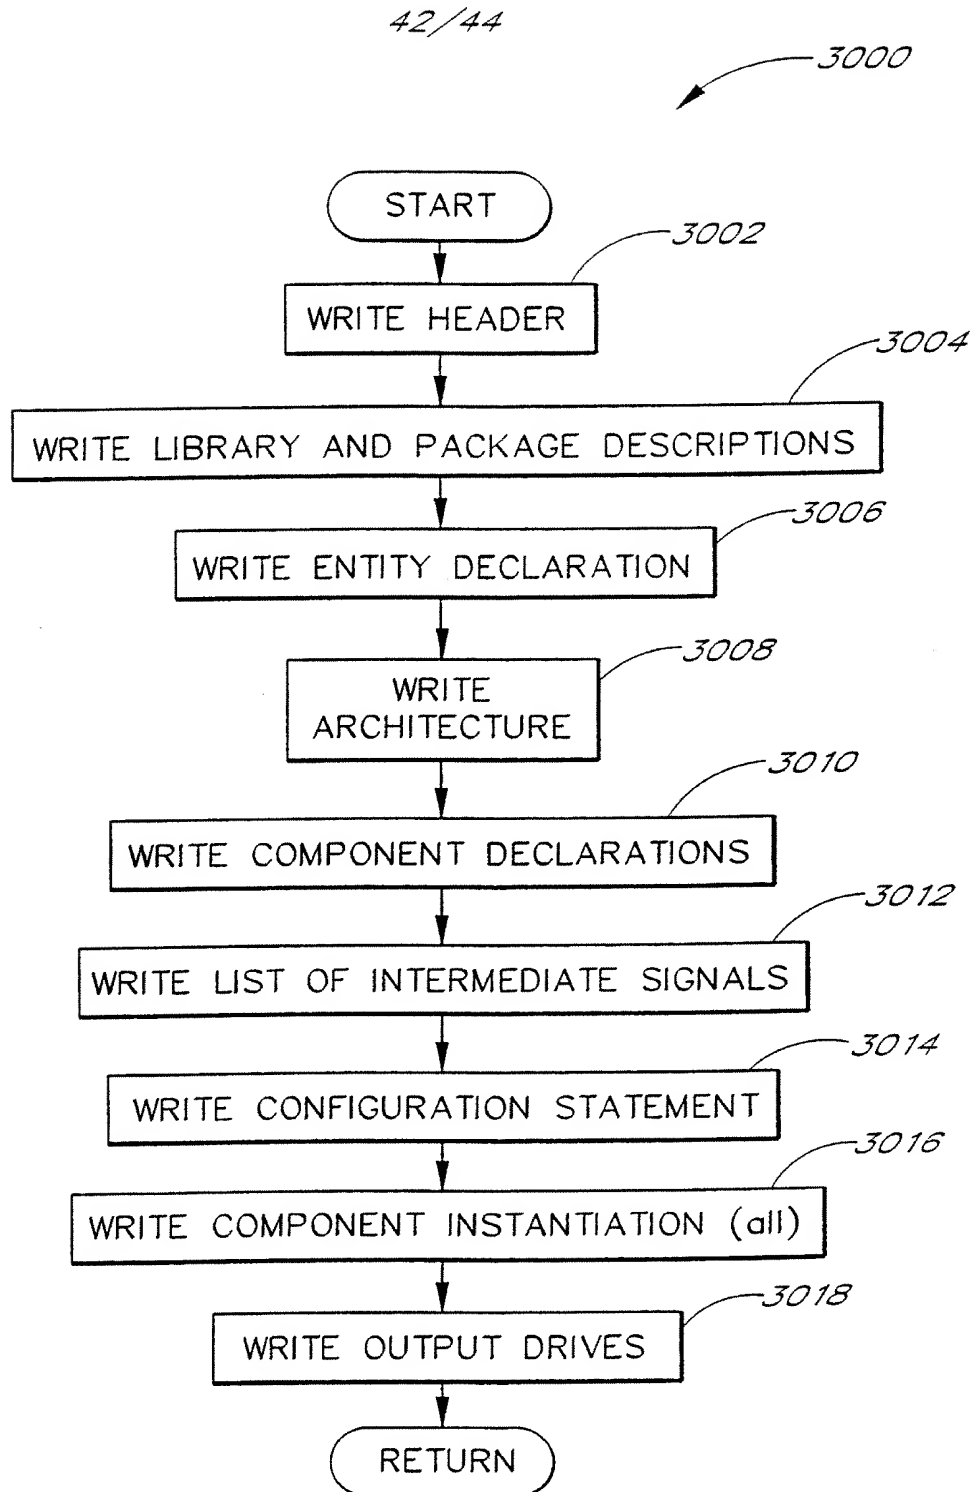 42/44
3000
START
3002
WRITE HEADER
3004
WRITE LIBRARY AND PACKAGE DESCRIPTIONS
3006
WRITE ENTITY DECLARATION
3008
WRITE
ARCHITECTURE
3010
WRITE COMPONENT DECLARATIONS
3012
WRITE LIST OF INTERMEDIATE SIGNALS
3014
WRITE CONFIGURATION STATEMENT
3016
WRITE COMPONENT INSTANTIATION (all)
3018
WRITE OUTPUT DRIVES
RETURN